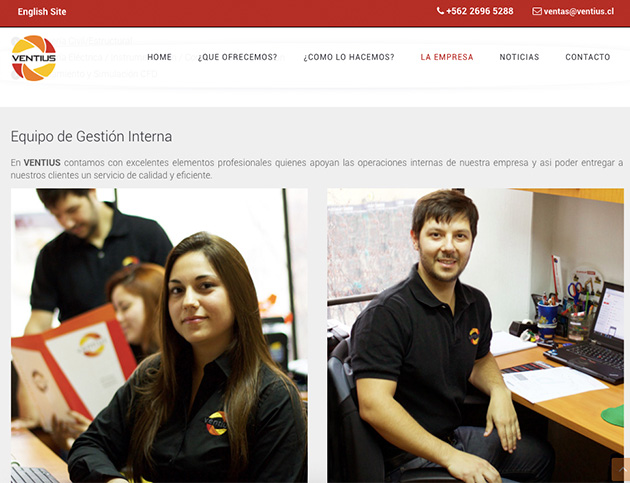 English Site
+562 2696 5288
ventas@ventius.cl
VENTIUS
HOME
¿QUE OFRECEMOS?
¿COMO LO HACEMOS?
LA EMPRESA
NOTICIAS
CONTACTO
Equipo de Gestión Interna
En VENTIUS contamos con excelentes elementos profesionales quienes apoyan las operaciones internas de nuestra empresa y asi poder entregar a
nuestros clientes un servicio de calidad y eficiente.
VENTIUS